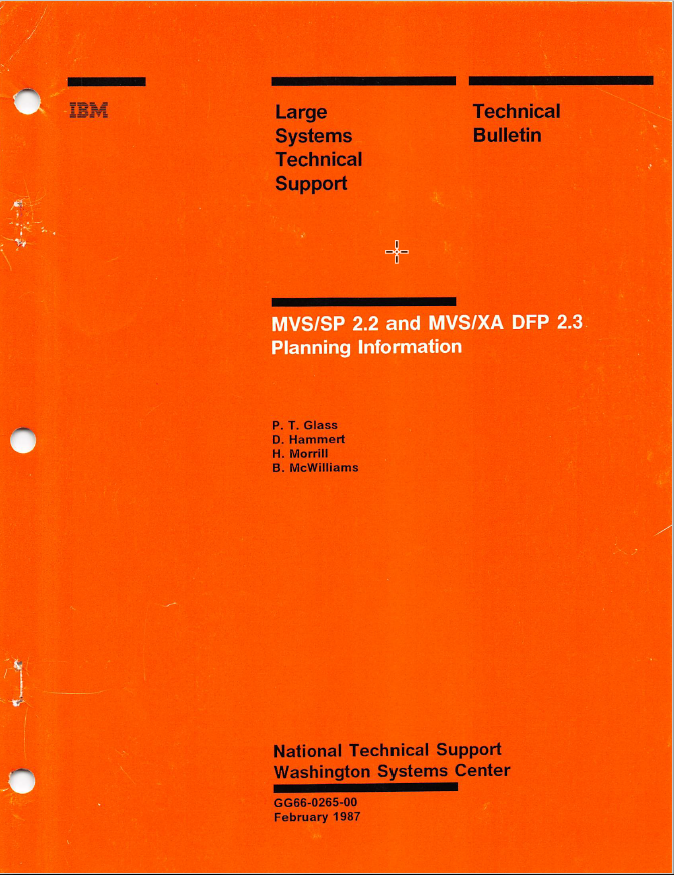 IBM
Large
Systems
Technical
Support
Technical
Bulletin
MVS/SP 2.2 and MVS/XA DFP 2.3
Planning Information
P. T. Glass
D. Hammert
H. Morrill
B. McWilliams
National Technical Support
Washington Systems Center
GG66-0265-00
February 1987